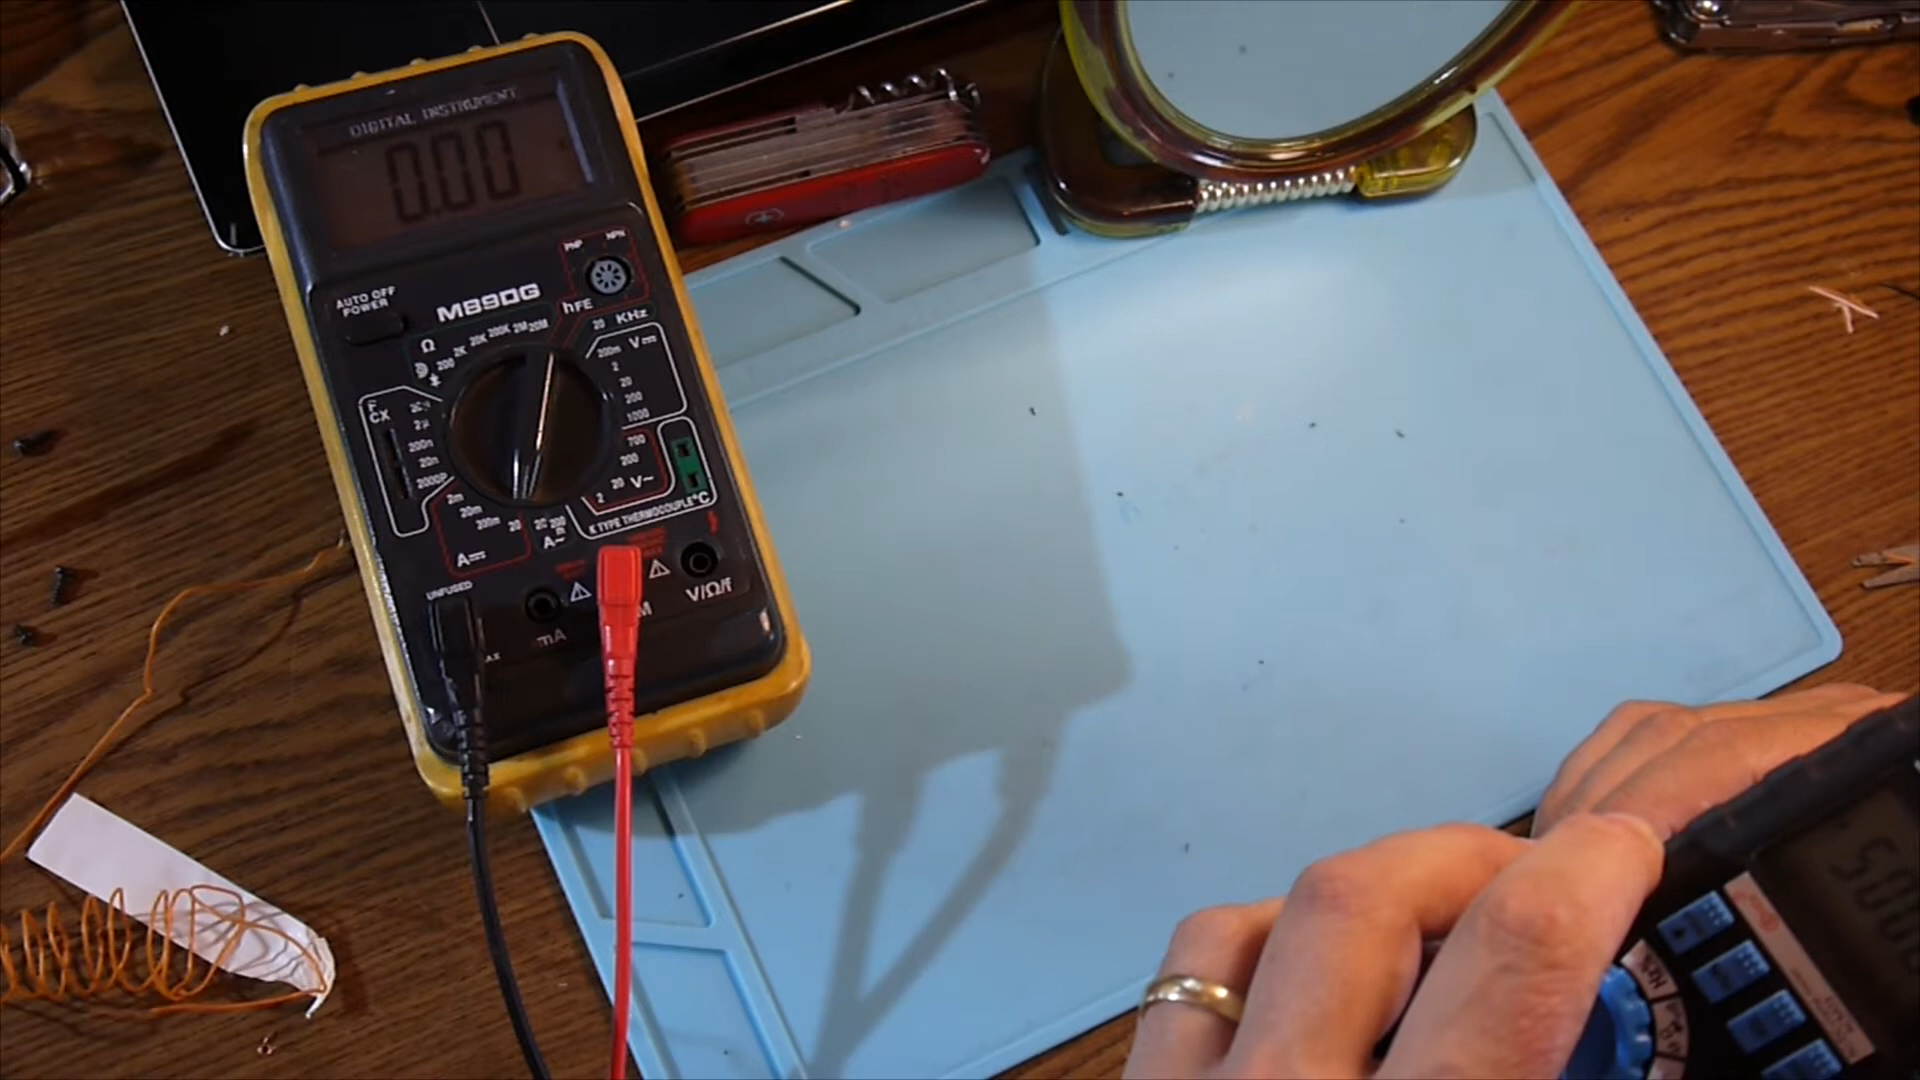 DIGITAL INSTRUMENT
0.00
PNP NPN
AUTO OFF
POWER
M890G
hFE
Ω
200 2K 20K 200K 2M 20M
20 KHz
200m V
2
20
200
1000
F
CX
2µ
200n
20n
2000P
700
200
2 20 V~
2m
20m
200m 20
A
20 200
m
A~
K TYPE THERMOCOUPLE °C
UNFUSED
mA
V/Ω/f